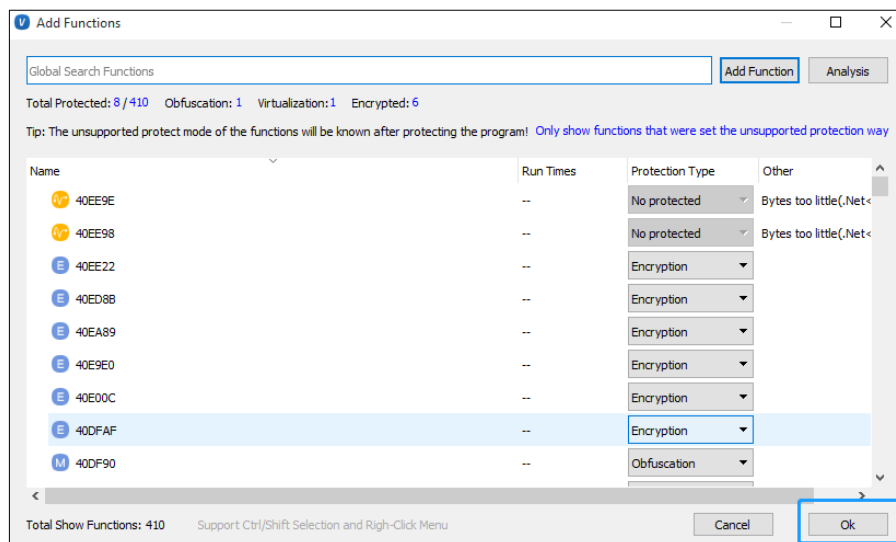 V Add Functions
Global Search Functions Add Function Analysis
Total Protected: 8 / 410 Obfuscation: 1 Virtualization:1 Encrypted: 6
Tip: The unsupported protect mode of the functions will be known after protecting the program! Only show functions that were set the unsupported protection way
Name Run Times Protection Type Other
40EE9E -- No protected Bytes too little(.Net<
40EE98 -- No protected Bytes too little(.Net<
E 40EE22 -- Encryption
E 40ED8B -- Encryption
E 40EA89 -- Encryption
E 40E9E0 -- Encryption
E 40E00C -- Encryption
E 40DFAF -- Encryption
M 40DF90 -- Obfuscation
Total Show Functions: 410 Support Ctrl/Shift Selection and Righ-Click Menu Cancel Ok